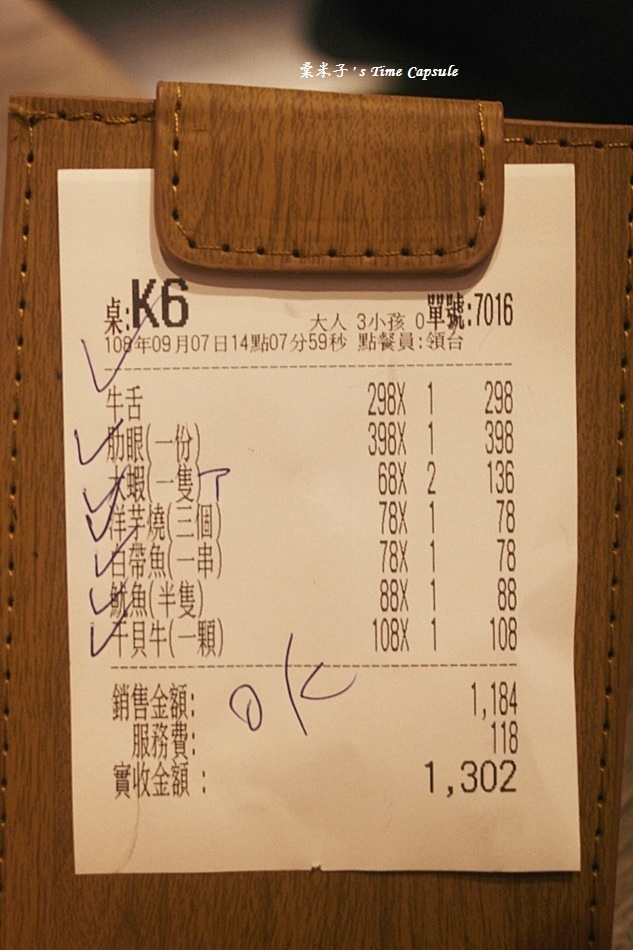 棠米子's Time Capsule
桌:K6 大人 3小孩 0單號:7016
108年09月07日14點07分59秒 點餐員:領台
牛舌 298X 1 298
肋眼(一份) 398X 1 398
大蝦(一隻) 68X 2 136
洋芋燒(三個) 78X 1 78
白帶魚(一串) 78X 1 78
魷魚(半隻) 88X 1 88
干貝牛(一顆) 108X 1 108
OK
銷售金額: 1,184
服務費: 118
實收金額: 1,302